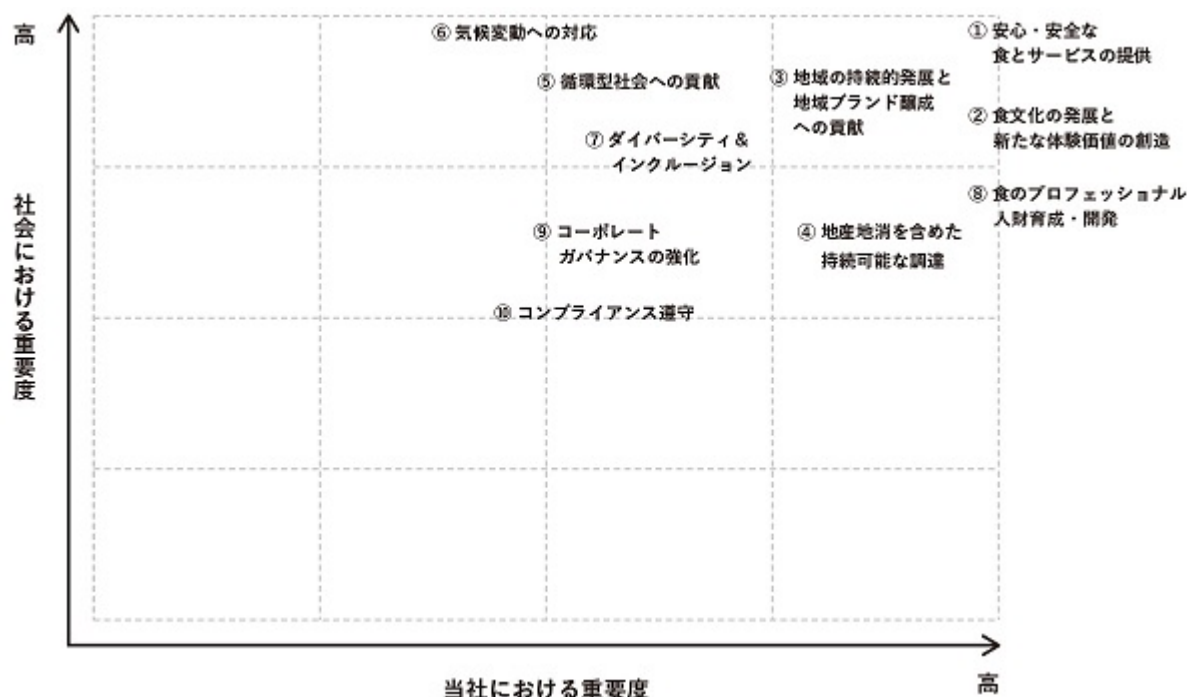 高
社会における重要度
⑥ 気候変動への対応
① 安心・安全な
食とサービスの提供
⑤ 循環型社会への貢献
③ 地域の持続的発展と
地域ブランド醸成
への貢献
② 食文化の発展と
新たな体験価値の創造
⑦ ダイバーシティ&
インクルージョン
⑧ 食のプロフェッショナル
人財育成・開発
⑨ コーポレート
ガバナンスの強化
④ 地産地消を含めた
持続可能な調達
⑩ コンプライアンス遵守
当社における重要度
高